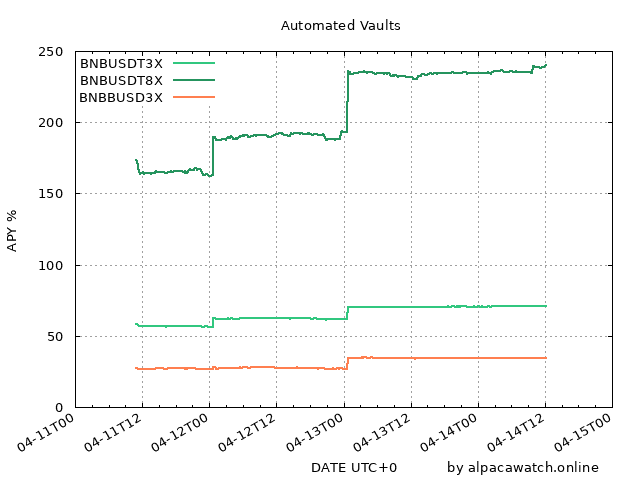 Automated Vaults
BNBUSDT3X
BNBUSDT8X
BNBBUSD3X
APY %
250
200
150
100
50
0
04-11T00
04-11T12
04-12T00
04-12T12
04-13T00
04-13T12
04-14T00
04-14T12
04-15T00
DATE UTC+0
by alpacawatch.online